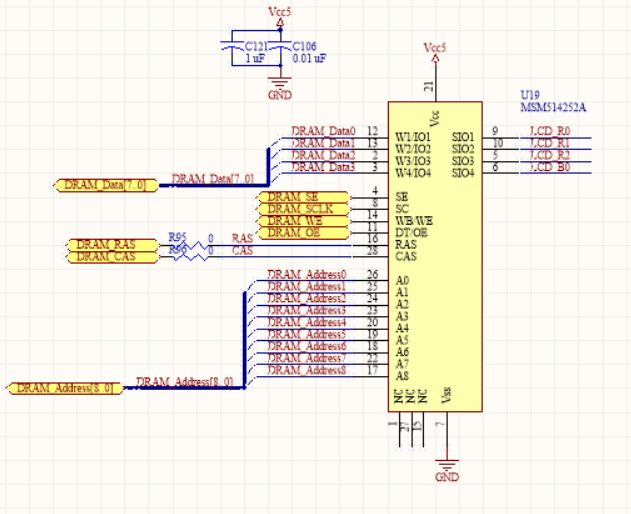 Vcc5
C121
C106
1 uF
0.01 uF
GND
Vcc5
21
U19
MSM514252A
Vcc
DRAM_Data0 12 W1/IO1 SIO1 9 LCD_R0
DRAM_Data1 13 W2/IO2 SIO2 10 LCD_R1
DRAM_Data2 2 W3/IO3 SIO3 5 LCD_R2
DRAM_Data3 3 W4/IO4 SIO4 6 LCD_B0
DRAM_Data[7..0] DRAM_Data[7..0]
DRAM_SE 4 SE
DRAM_SCLK 8 SC
DRAM_WE 14 WB/WE
DRAM_OE 11 DT/OE
DRAM_RAS R95 0 RAS 16 RAS
DRAM_CAS R96 0 CAS 28 CAS
DRAM_Address0 26 A0
DRAM_Address1 25 A1
DRAM_Address2 24 A2
DRAM_Address3 23 A3
DRAM_Address4 20 A4
DRAM_Address5 19 A5
DRAM_Address6 18 A6
DRAM_Address7 22 A7
DRAM_Address8 17 A8
DRAM_Address[8..0] DRAM_Address[8..0]
NC NC NC Vss
1 27 15 7
GND